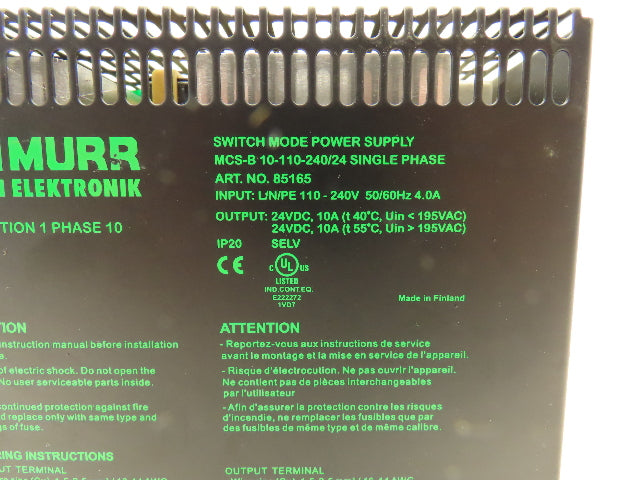 MURR
ELEKTRONIK
TION 1 PHASE 10
SWITCH MODE POWER SUPPLY
MCS-B 10-110-240/24 SINGLE PHASE
ART. NO. 85165
INPUT: L/N/PE 110 - 240V 50/60Hz 4.0A
OUTPUT: 24VDC, 10A (t 40°C, Uin < 195VAC)
24VDC, 10A (t 55°C, Uin > 195VAC)
IP20 SELV
CE
C UL US
LISTED
IND.CONT.EQ.
E222272
1VD7
Made in Finland
TION
instruction manual before installation
e.
of electric shock. Do not open the
No user serviceable parts inside.
continued protection against fire
d replace only with same type and
gs of fuse.
RING INSTRUCTIONS
UT TERMINAL
ATTENTION
- Reportez-vous aux instructions de service
avant le montage et la mise en service de l'appareil.
- Risque d'électrocution. Ne pas ouvrir l'appareil.
Ne contient pas de pièces interchangeables
par l'utilisateur
- Afin d'assurer la protection contre les risques
d'incendie, ne remplacer les fusibles que par
des fusibles de même type et de même calibre.
OUTPUT TERMINAL